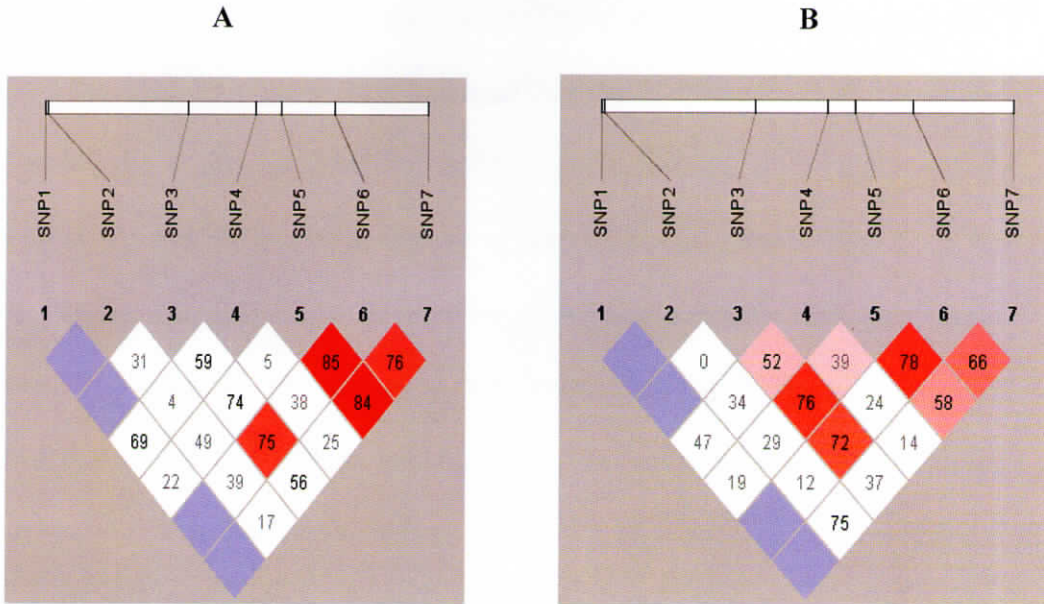 A
SNP1 SNP2 SNP3 SNP4 SNP5 SNP6 SNP7
1 2 3 4 5 6 7
31 59 5 85 76
4 74 38 84
69 49 75 25
22 39 56
17
B
SNP1 SNP2 SNP3 SNP4 SNP5 SNP6 SNP7
1 2 3 4 5 6 7
0 52 39 78 66
34 76 24 58
47 29 72 14
19 12 37
75